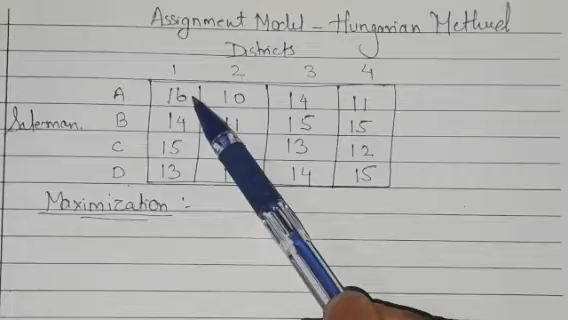 Assignment Model - Hungarian Method
Districts
1 2 3 4
A 16 10 14 11
Salesman. B 14 11 15 15
C 15 13 12
D 13 14 15
Maximization :-